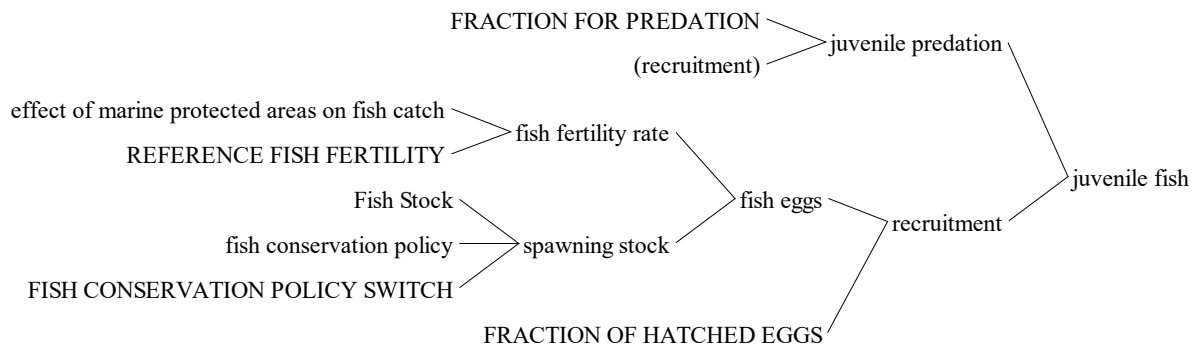 FRACTION FOR PREDATION
juvenile predation
(recruitment)
effect of marine protected areas on fish catch
fish fertility rate
REFERENCE FISH FERTILITY
juvenile fish
Fish Stock
fish eggs
recruitment
fish conservation policy
spawning stock
FISH CONSERVATION POLICY SWITCH
FRACTION OF HATCHED EGGS